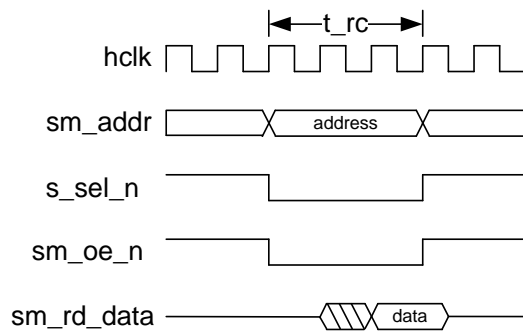 t_rc
hclk
sm_addr
address
s_sel_n
sm_oe_n
sm_rd_data
data